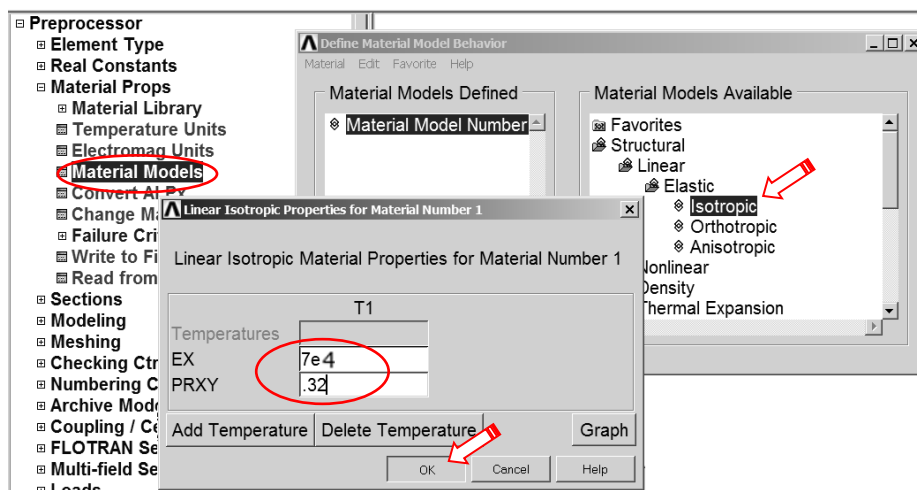 Preprocessor
Element Type
Real Constants
Material Props
Material Library
Temperature Units
Electromag Units
Material Models
Convert ALPx
Change Ma
Failure Cri
Write to Fi
Read from
Sections
Modeling
Meshing
Checking Ctr
Numbering C
Archive Mode
Coupling / Ce
FLOTRAN Se
Multi-field Se
Loads
Define Material Model Behavior
Material Edit Favorite Help
Material Models Defined
Material Model Number
Material Models Available
Favorites
Structural
Linear
Elastic
Isotropic
Orthotropic
Anisotropic
Nonlinear
Density
Thermal Expansion
Linear Isotropic Properties for Material Number 1
Linear Isotropic Material Properties for Material Number 1
T1
Temperatures
EX 7e4
PRXY .32
Add Temperature Delete Temperature Graph
OK Cancel Help